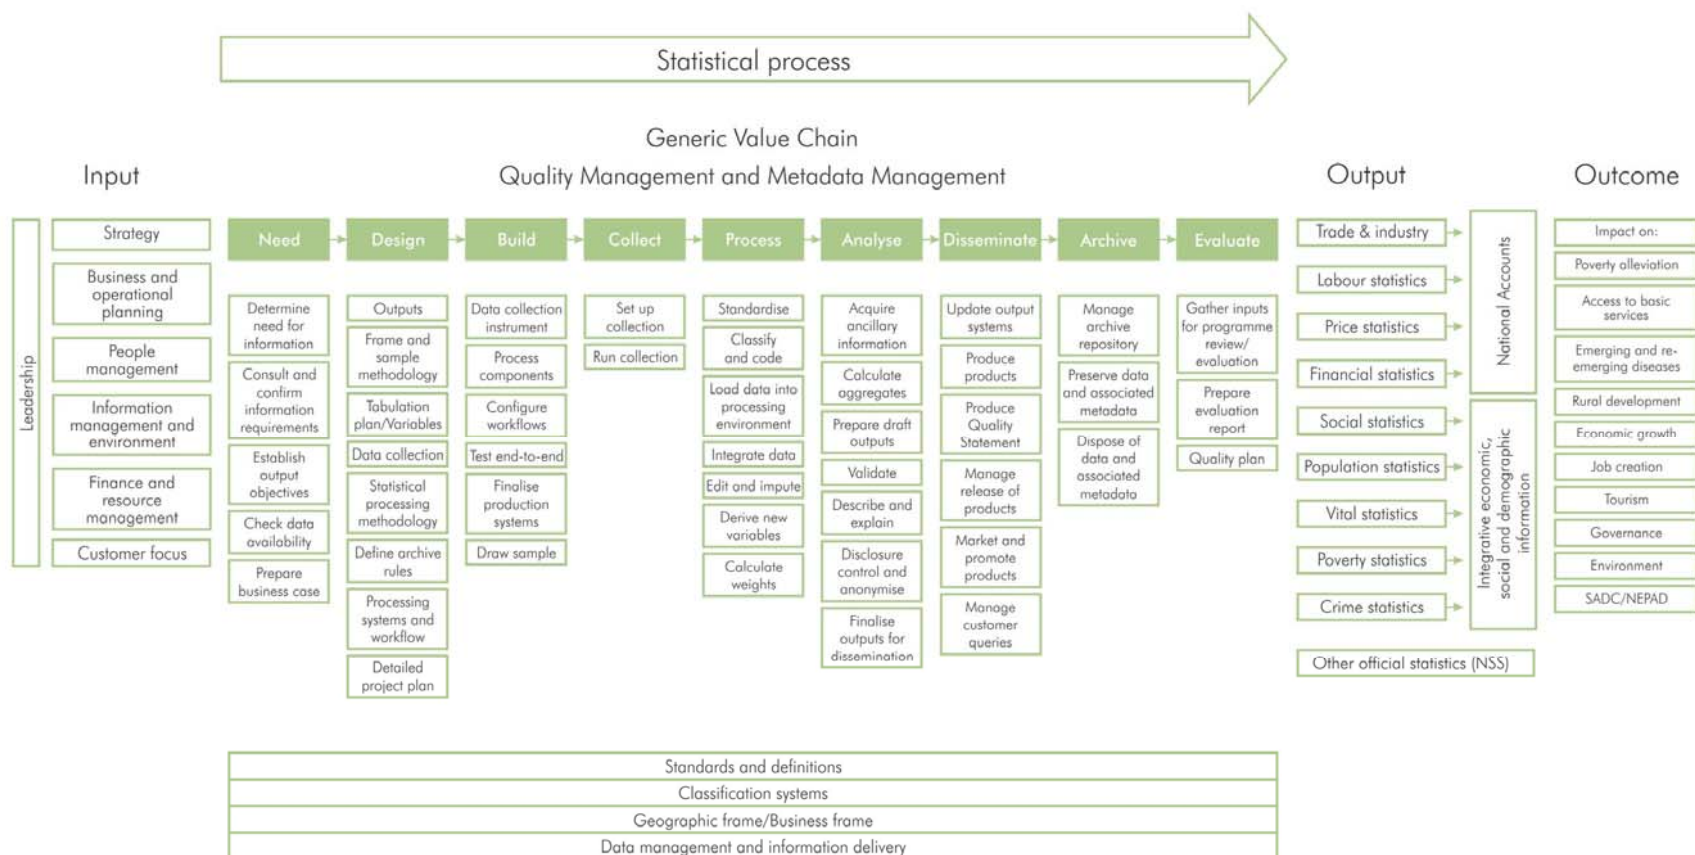 Statistical process
Generic Value Chain
Quality Management and Metadata Management
Input
Output
Outcome
Leadership
Strategy
Business and
operational
planning
People
management
Information
management and
environment
Finance and
resource
management
Customer focus
Need
Determine
need for
information
Consult and
confirm
information
requirements
Establish
output
objectives
Check data
availability
Prepare
business case
Design
Outputs
Frame and
sample
methodology
Tabulation
plan/Variables
Data collection
Statistical
processing
methodology
Define archive
rules
Processing
systems and
workflow
Detailed
project plan
Build
Data collection
instrument
Process
components
Configure
workflows
Test end-to-end
Finalise
production
systems
Draw sample
Collect
Set up
collection
Run collection
Process
Standardise
Classify
and code
Load data into
processing
environment
Integrate data
Edit and impute
Derive new
variables
Calculate
weights
Analyse
Acquire
ancillary
information
Calculate
aggregates
Prepare draft
outputs
Validate
Describe and
explain
Disclosure
control and
anonymise
Finalise
outputs for
dissemination
Disseminate
Update output
systems
Produce
products
Produce
Quality
Statement
Manage
release of
products
Market and
promote
products
Manage
customer
queries
Archive
Manage
archive
repository
Preserve data
and associated
metadata
Dispose of
data and
associated
metadata
Evaluate
Gather inputs
for programme
review/
evaluation
Prepare
evaluation
report
Quality plan
Trade & industry
Labour statistics
Price statistics
Financial statistics
Social statistics
Population statistics
Vital statistics
Poverty statistics
Crime statistics
Other official statistics (NSS)
National Accounts
Integrative economic,
social and demographic
information
Impact on:
Poverty alleviation
Access to basic
services
Emerging and re-
emerging diseases
Rural development
Economic growth
Job creation
Tourism
Governance
Environment
SADC/NEPAD
Standards and definitions
Classification systems
Geographic frame/Business frame
Data management and information delivery